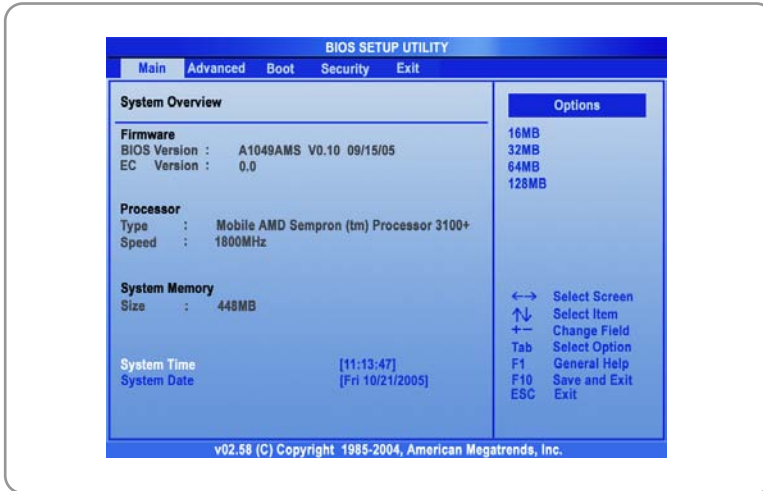 BIOS SETUP UTILITY
Main Advanced Boot Security Exit
System Overview
Firmware
BIOS Version : A1049AMS V0.10 09/15/05
EC Version : 0.0
Processor
Type : Mobile AMD Sempron (tm) Processor 3100+
Speed : 1800MHz
System Memory
Size : 448MB
System Time [11:13:47]
System Date [Fri 10/21/2005]
Options
16MB
32MB
64MB
128MB
←→ Select Screen
↑↓ Select Item
+− Change Field
Tab Select Option
F1 General Help
F10 Save and Exit
ESC Exit
v02.58 (C) Copyright 1985-2004, American Megatrends, Inc.